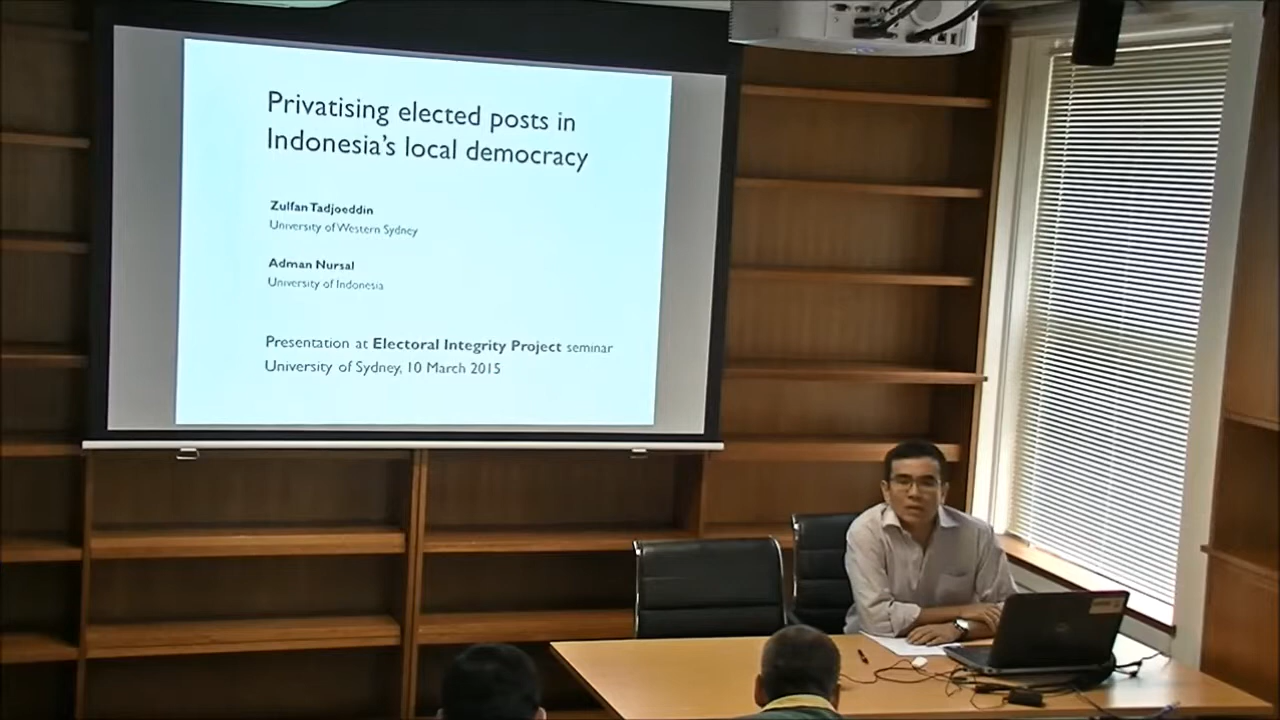 Privatising elected posts in
Indonesia's local democracy
Zulfan Tadjoeddin
University of Western Sydney
Adman Nursal
University of Indonesia
Presentation at Electoral Integrity Project seminar
University of Sydney, 10 March 2015